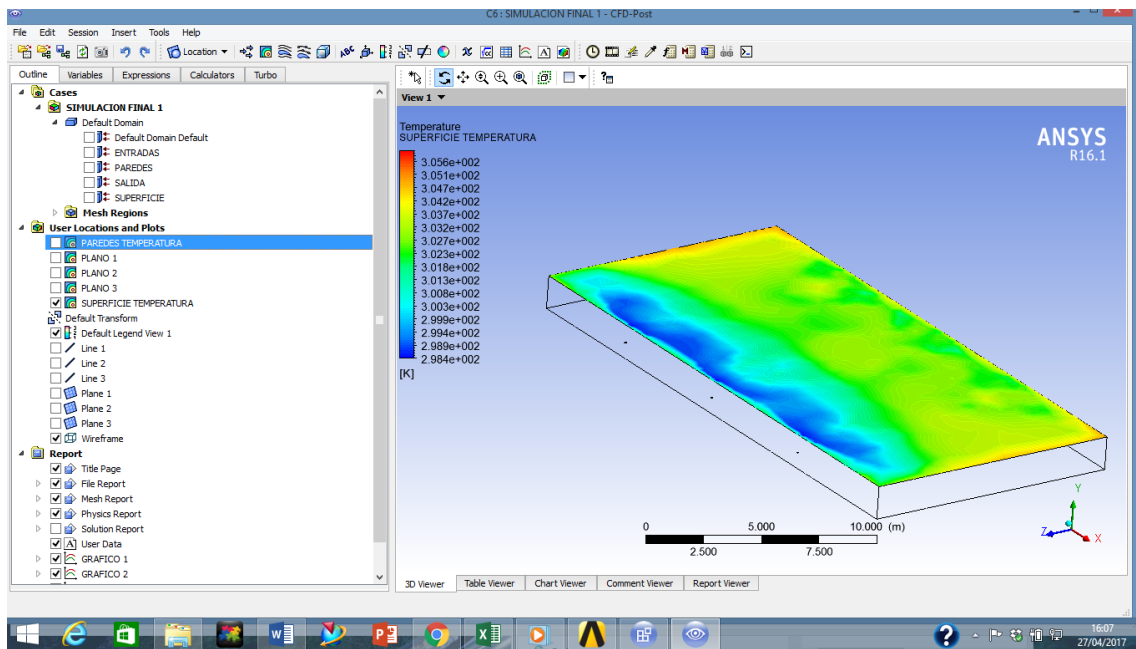 C6 : SIMULACION FINAL 1 - CFD-Post
File Edit Session Insert Tools Help
Location
Outline Variables Expressions Calculators Turbo
Cases
SIMULACION FINAL 1
Default Domain
Default Domain Default
ENTRADAS
PAREDES
SALIDA
SUPERFICIE
Mesh Regions
User Locations and Plots
PAREDES TEMPERATURA
PLANO 1
PLANO 2
PLANO 3
SUPERFICIE TEMPERATURA
Default Transform
Default Legend View 1
Line 1
Line 2
Line 3
Plane 1
Plane 2
Plane 3
Wireframe
Report
Title Page
File Report
Mesh Report
Physics Report
Solution Report
User Data
GRAFICO 1
GRAFICO 2
View 1
Temperature
SUPERFICIE TEMPERATURA
3.056e+002
3.051e+002
3.047e+002
3.042e+002
3.037e+002
3.032e+002
3.027e+002
3.023e+002
3.018e+002
3.013e+002
3.008e+002
3.003e+002
2.999e+002
2.994e+002
2.989e+002
2.984e+002
[K]
ANSYS
R16.1
0 5.000 10.000 (m)
2.500 7.500
Y
Z X
3D Viewer Table Viewer Chart Viewer Comment Viewer Report Viewer
16:07
27/04/2017